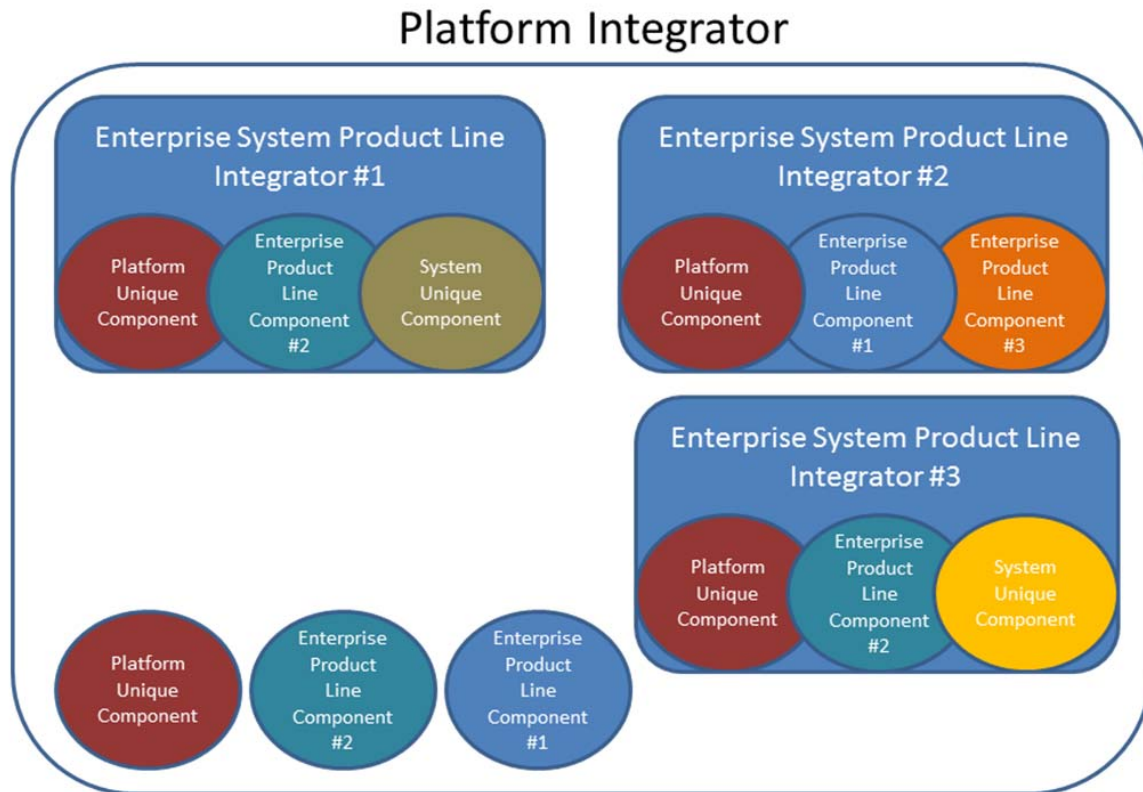 Platform Integrator
Enterprise System Product Line
Integrator #1
Platform
Unique
Component
Enterprise
Product
Line
Component
#2
System
Unique
Component
Enterprise System Product Line
Integrator #2
Platform
Unique
Component
Enterprise
Product
Line
Component
#1
Enterprise
Product
Line
Component
#3
Enterprise System Product Line
Integrator #3
Platform
Unique
Component
Enterprise
Product
Line
Component
#2
System
Unique
Component
Platform
Unique
Component
Enterprise
Product
Line
Component
#2
Enterprise
Product
Line
Component
#1